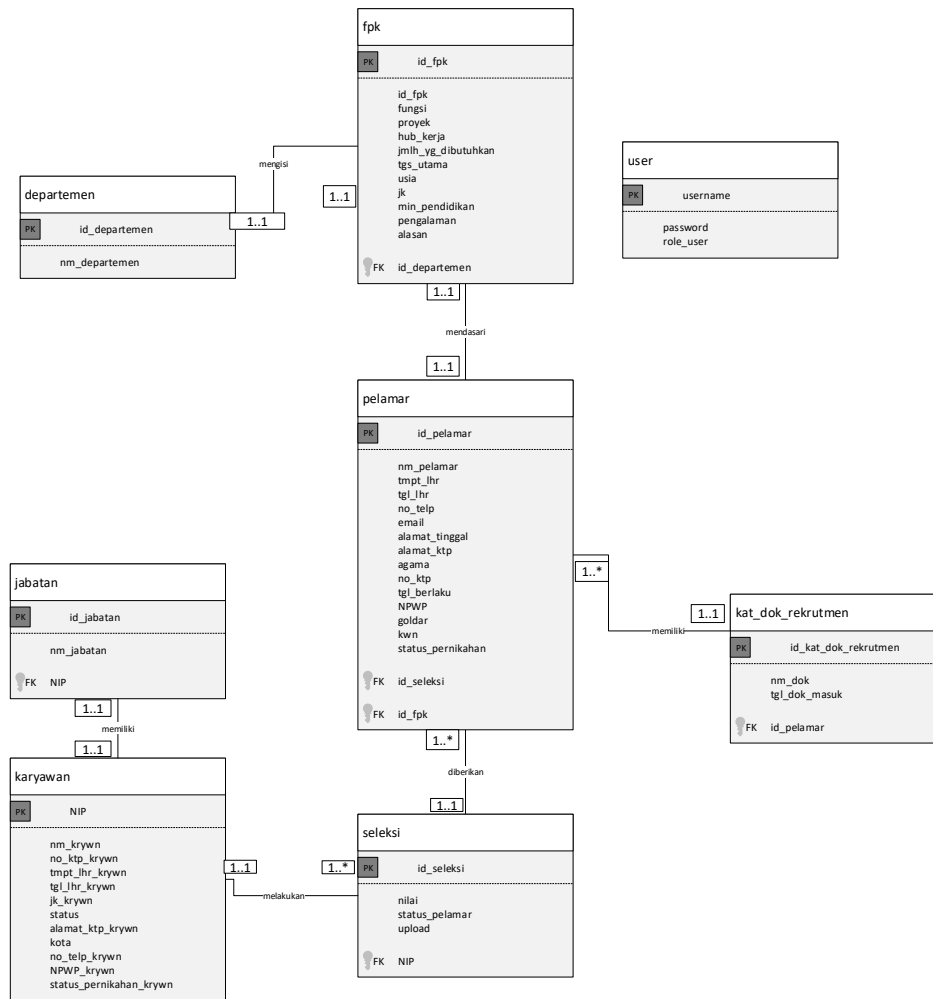 fpk
PK id_fpk
id_fpk
fungsi
proyek
hub_kerja
jmlh_yg_dibutuhkan
tgs_utama
usia
jk
min_pendidikan
pengalaman
alasan
FK id_departemen
1..1
mengisi
1..1
departemen
PK id_departemen
nm_departemen
user
PK username
password
role_user
1..1
mendasari
1..1
pelamar
PK id_pelamar
nm_pelamar
tmpt_lhr
tgl_lhr
no_telp
email
alamat_tinggal
alamat_ktp
agama
no_ktp
tgl_berlaku
NPWP
goldar
kwn
status_pernikahan
FK id_seleksi
FK id_fpk
1..*
memiliki
1..1
kat_dok_rekrutmen
PK id_kat_dok_rekrutmen
nm_dok
tgl_dok_masuk
FK id_pelamar
jabatan
PK id_jabatan
nm_jabatan
FK NIP
1..1
memiliki
1..1
karyawan
PK NIP
nm_krywn
no_ktp_krywn
tmpt_lhr_krywn
tgl_lhr_krywn
jk_krywn
status
alamat_ktp_krywn
kota
no_telp_krywn
NPWP_krywn
status_pernikahan_krywn
1..*
diberikan
1..1
1..1
melakukan
1..*
seleksi
PK id_seleksi
nilai
status_pelamar
upload
FK NIP